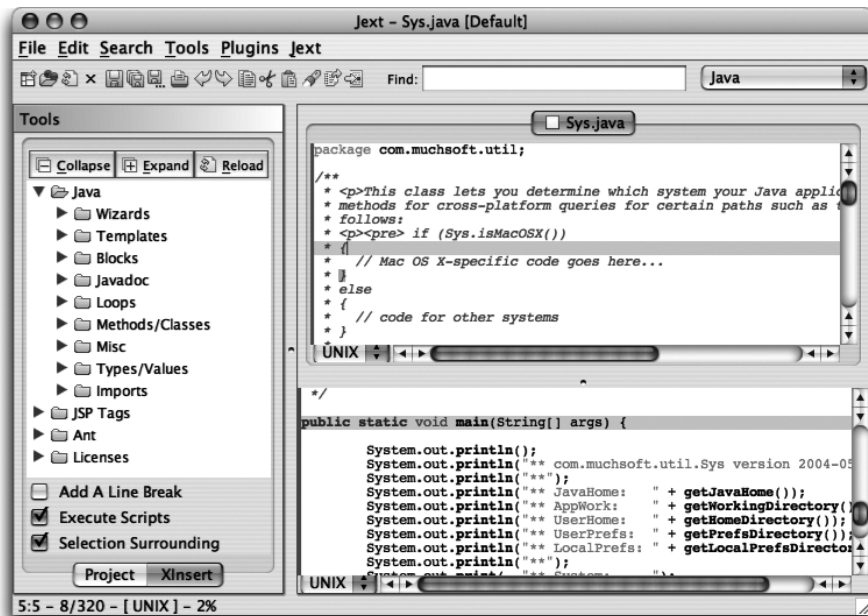 Jext – Sys.java [Default]
File Edit Search Tools Plugins Jext
Find: Java
Tools
Collapse Expand Reload
Java
Wizards
Templates
Blocks
Javadoc
Loops
Methods/Classes
Misc
Types/Values
Imports
JSP Tags
Ant
Licenses
Add A Line Break
Execute Scripts
Selection Surrounding
Project XInsert
Sys.java
package com.muchsoft.util;
/**
* <p>This class lets you determine which system your Java applic
* methods for cross-platform queries for certain paths such as t
* follows:
* <p><pre> if (Sys.isMacOSX())
* {
*   // Mac OS X-specific code goes here...
* }
* else
* {
*   // code for other systems
* }
*
UNIX
*/
public static void main(String[] args) {
System.out.println();
System.out.println("** com.muchsoft.util.Sys version 2004-05
System.out.println("**");
System.out.println("** JavaHome:   " + getJavaHome());
System.out.println("** AppWork:    " + getWorkingDirectory()
System.out.println("** UserHome:   " + getHomeDirectory());
System.out.println("** UserPrefs:  " + getPrefsDirectory());
System.out.println("** LocalPrefs: " + getLocalPrefsDirector
System.out.println("**");
UNIX
5:5 – 8/320 – [ UNIX ] – 2%